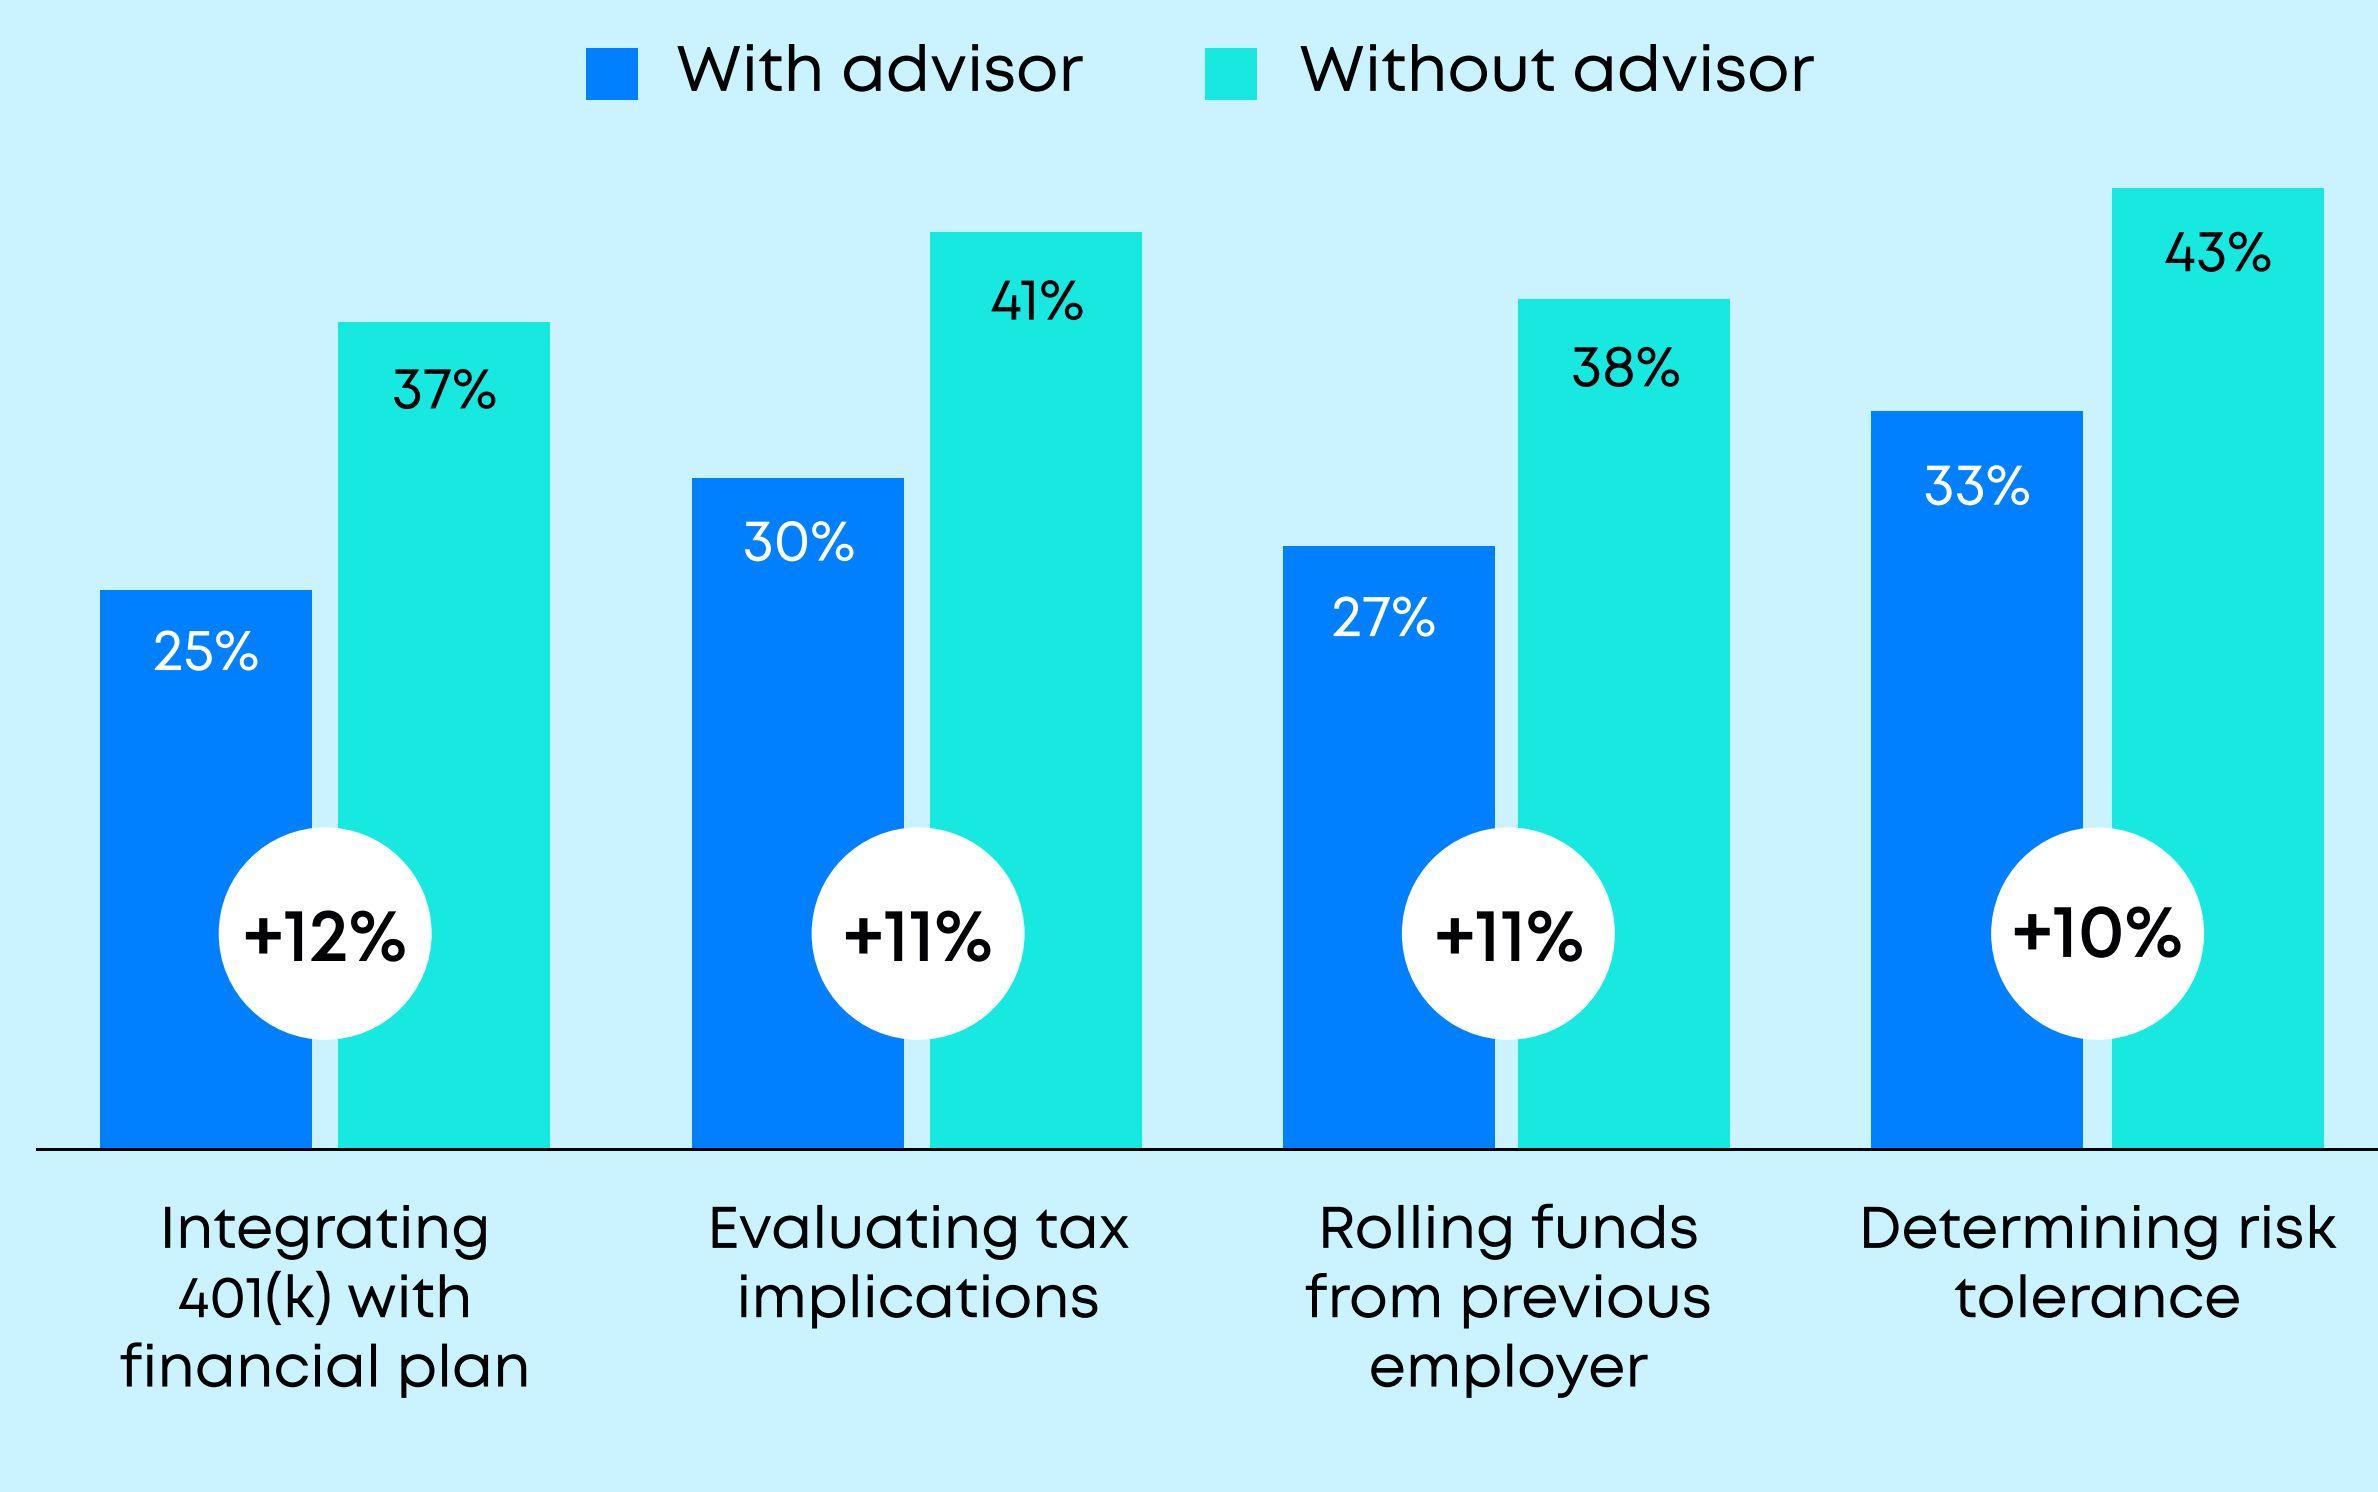 With advisor
Without advisor
25%
37%
+12%
30%
41%
+11%
27%
38%
+11%
33%
43%
+10%
Integrating
401(k) with
financial plan
Evaluating tax
implications
Rolling funds
from previous
employer
Determining risk
tolerance